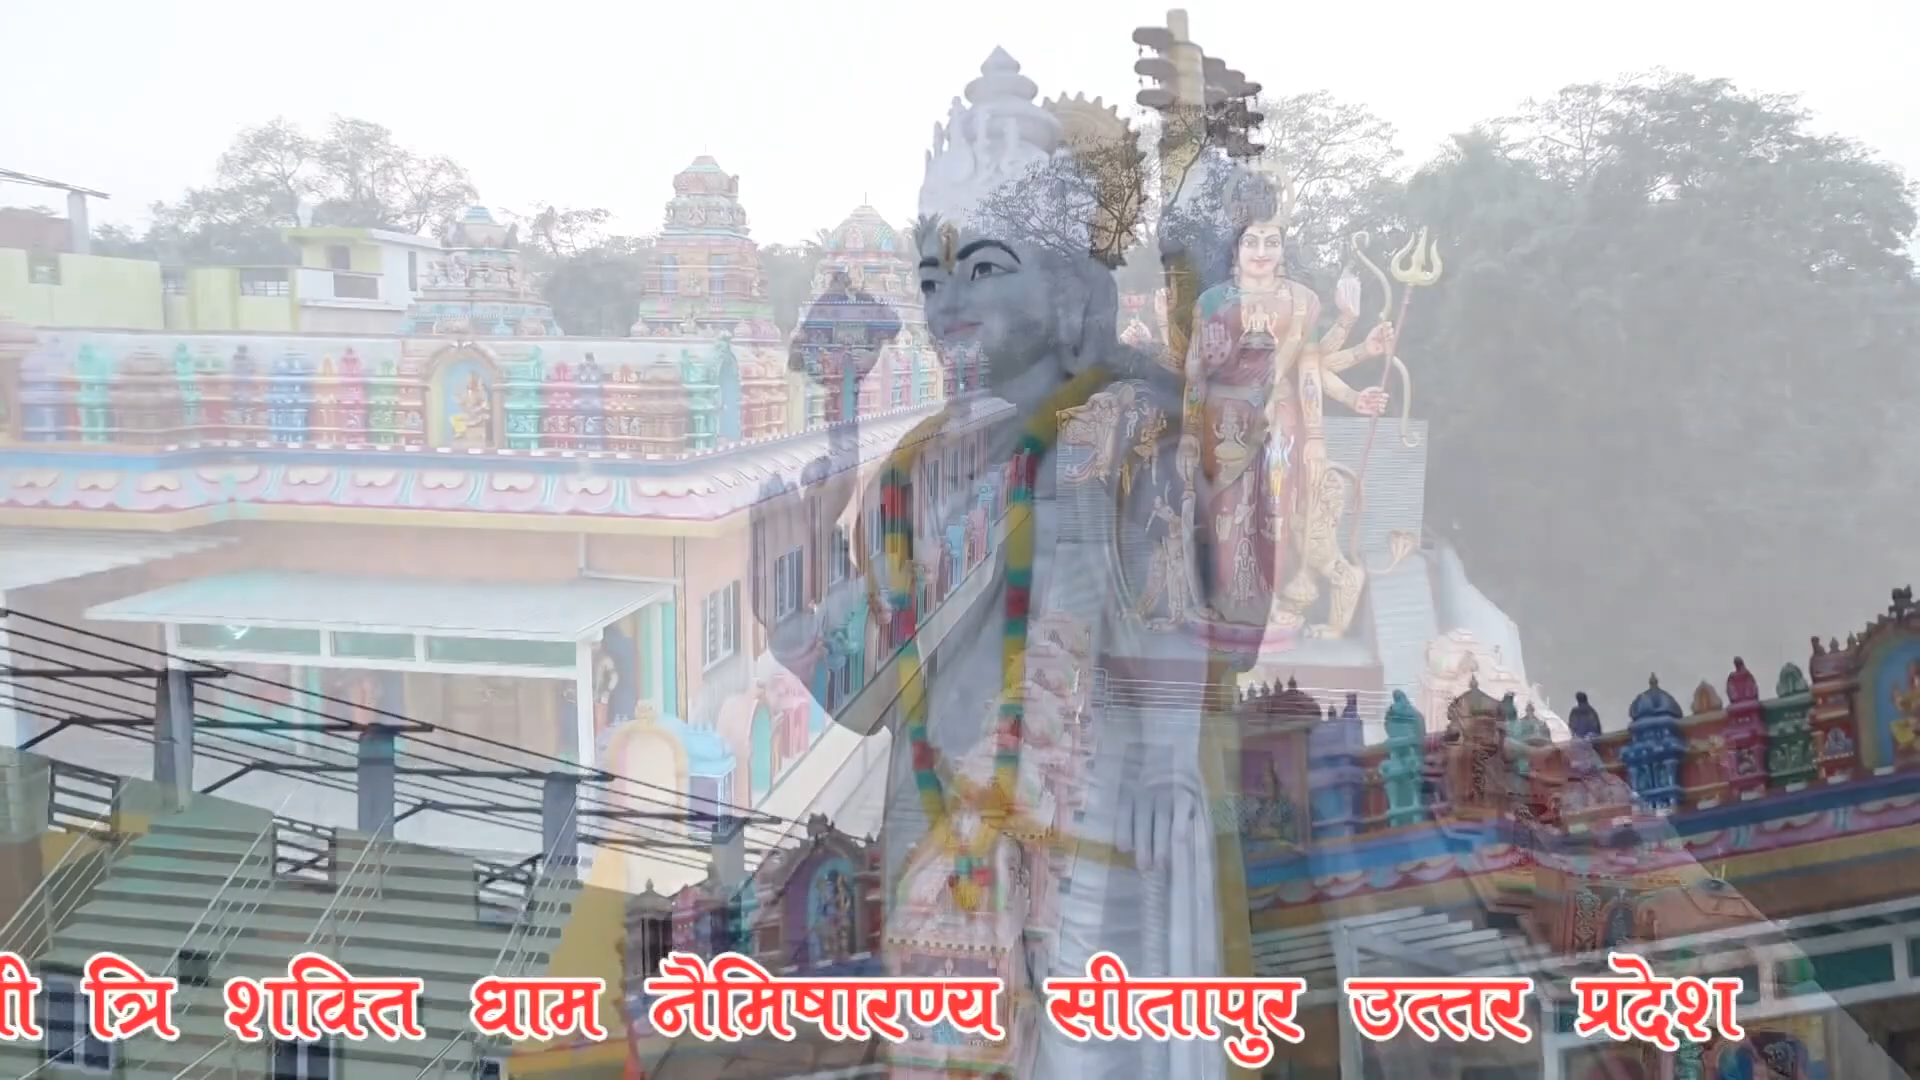 त्रि शक्ति धाम नैमिषारण्य सीतापुर उत्तर प्रदेश